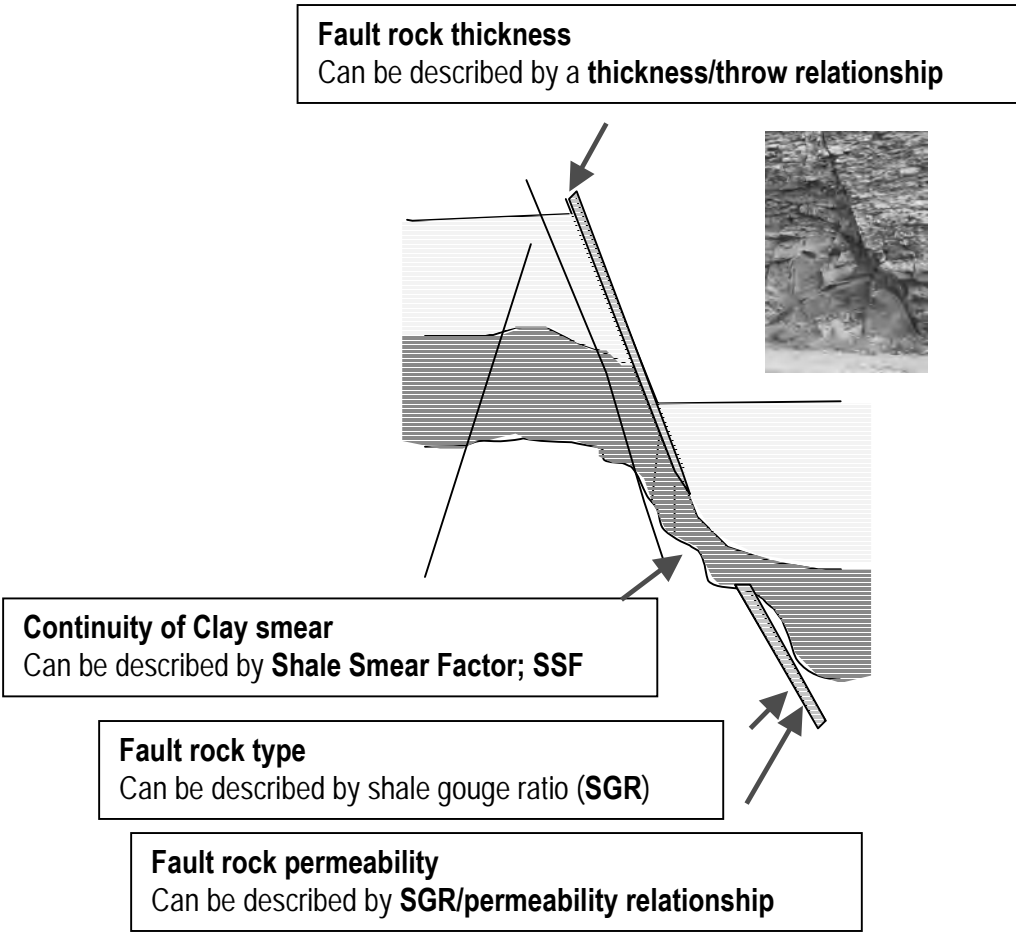 Fault rock thickness
Can be described by a thickness/throw relationship
Continuity of Clay smear
Can be described by Shale Smear Factor; SSF
Fault rock type
Can be described by shale gouge ratio (SGR)
Fault rock permeability
Can be described by SGR/permeability relationship